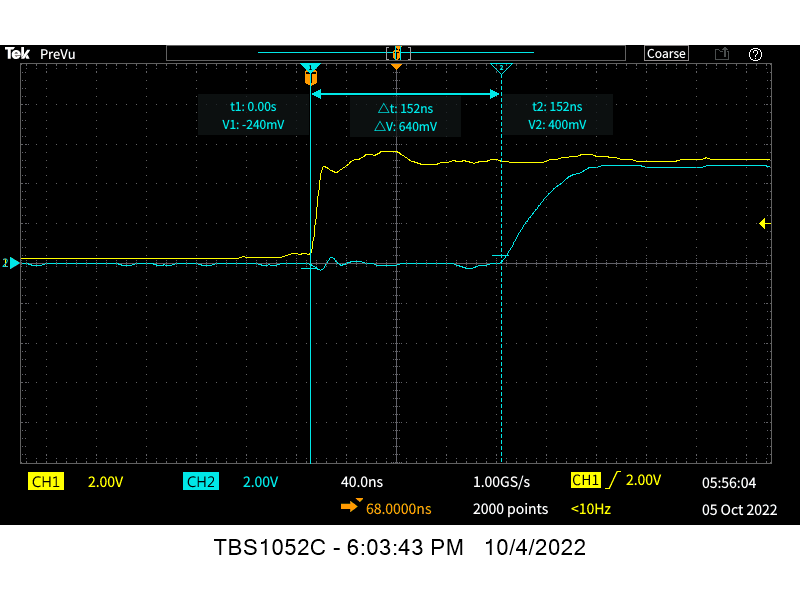 Tek PreVu Coarse
1 2
t1: 0.00s △t: 152ns t2: 152ns
V1: -240mV △V: 640mV V2: 400mV
CH1 2.00V CH2 2.00V 40.0ns 1.00GS/s CH1 2.00V 05:56:04
68.0000ns 2000 points <10Hz 05 Oct 2022
TBS1052C - 6:03:43 PM 10/4/2022